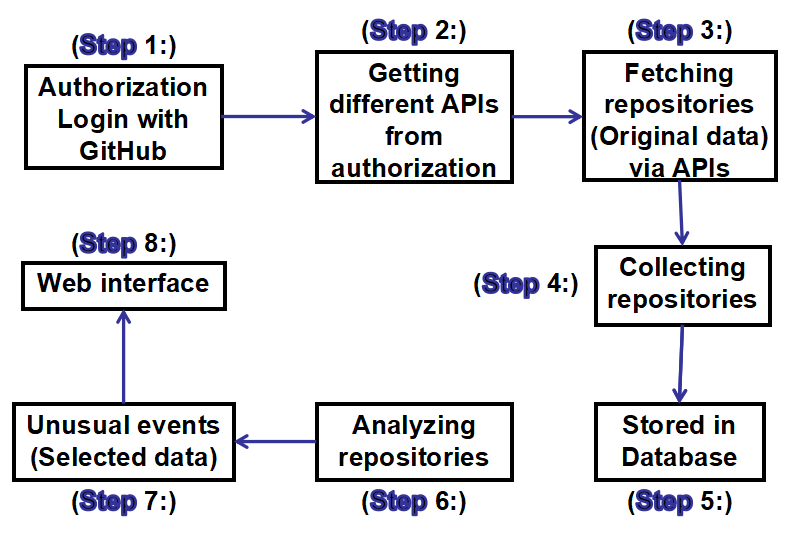 (Step 1:)
Authorization
Login with
GitHub
(Step 2:)
Getting
different APIs
from
authorization
(Step 3:)
Fetching
repositories
(Original data)
via APIs
(Step 4:)
Collecting
repositories
Stored in
Database
(Step 5:)
Analyzing
repositories
(Step 6:)
Unusual events
(Selected data)
(Step 7:)
(Step 8:)
Web interface